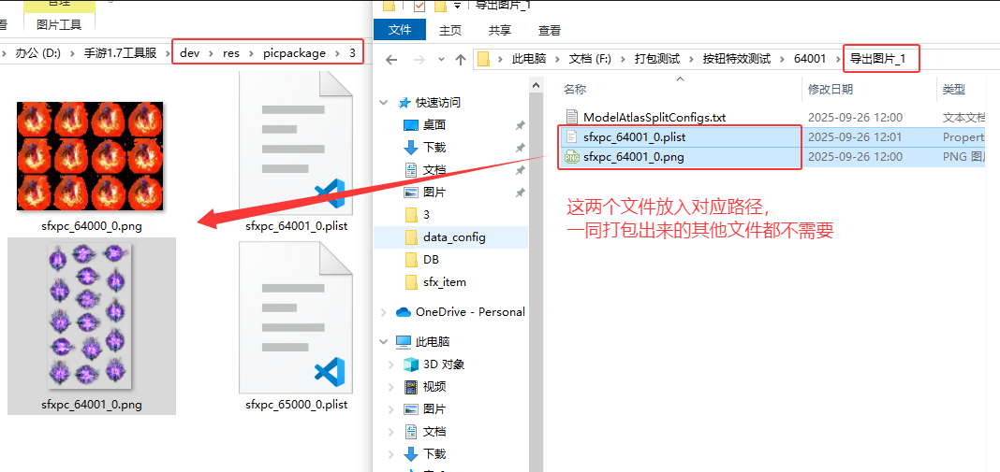 管理
看
图片工具
办公 (D:)
手游1.7工具服
dev
res
picpackage
3
sfxpc_64000_0.png
sfxpc_64001_0.plist
sfxpc_64001_0.png
sfxpc_65000_0.plist
导出图片_1
文件
主页
共享
查看
此电脑
文档 (F:)
打包测试
按钮特效测试
64001
导出图片_1
快速访问
桌面
下载
文档
图片
3
data_config
DB
sfx_item
OneDrive - Personal
此电脑
3D 对象
视频
图片
文档
下载
名称
修改日期
类型
ModelAtlasSplitConfigs.txt
2025-09-26 12:00
文本文档
sfxpc_64001_0.plist
2025-09-26 12:01
Propert
sfxpc_64001_0.png
2025-09-26 12:00
PNG 图
这两个文件放入对应路径，
一同打包出来的其他文件都不需要